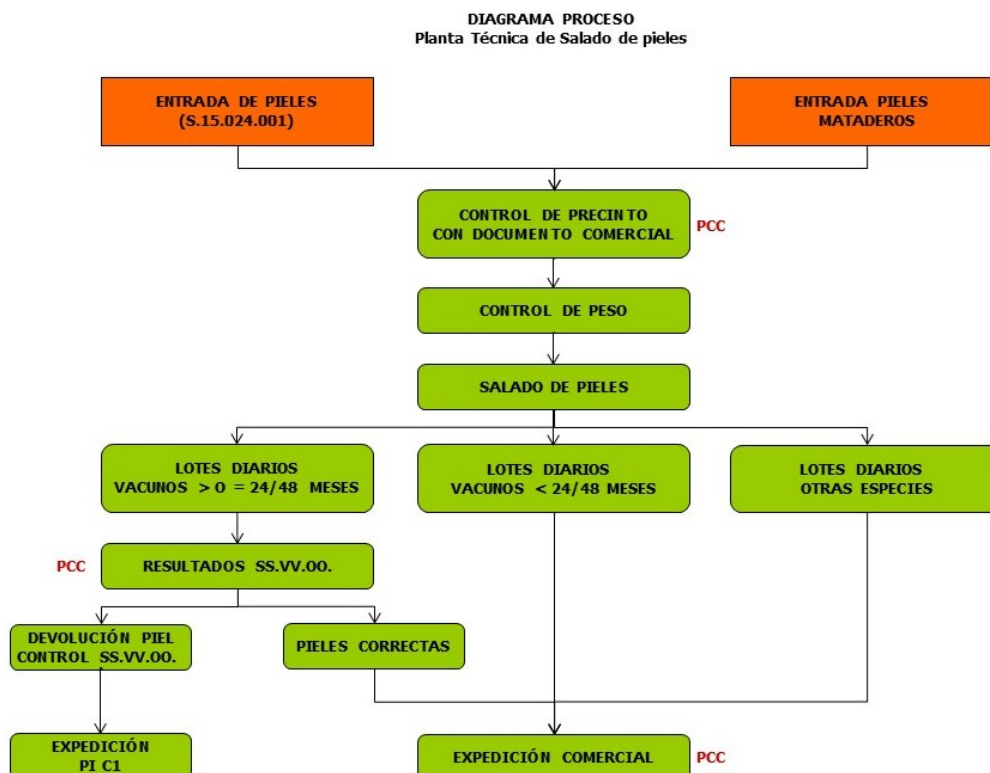 DIAGRAMA PROCESO
Planta Técnica de Salado de pieles
ENTRADA DE PIELES
(S.15.024.001)
ENTRADA PIELES
MATADEROS
CONTROL DE PRECINTO
CON DOCUMENTO COMERCIAL
PCC
CONTROL DE PESO
SALADO DE PIELES
LOTES DIARIOS
VACUNOS > O = 24/48 MESES
LOTES DIARIOS
VACUNOS < 24/48 MESES
LOTES DIARIOS
OTRAS ESPECIES
PCC
RESULTADOS SS.VV.OO.
DEVOLUCIÓN PIEL
CONTROL SS.VV.OO.
PIELES CORRECTAS
EXPEDICIÓN
PI C1
EXPEDICIÓN COMERCIAL
PCC